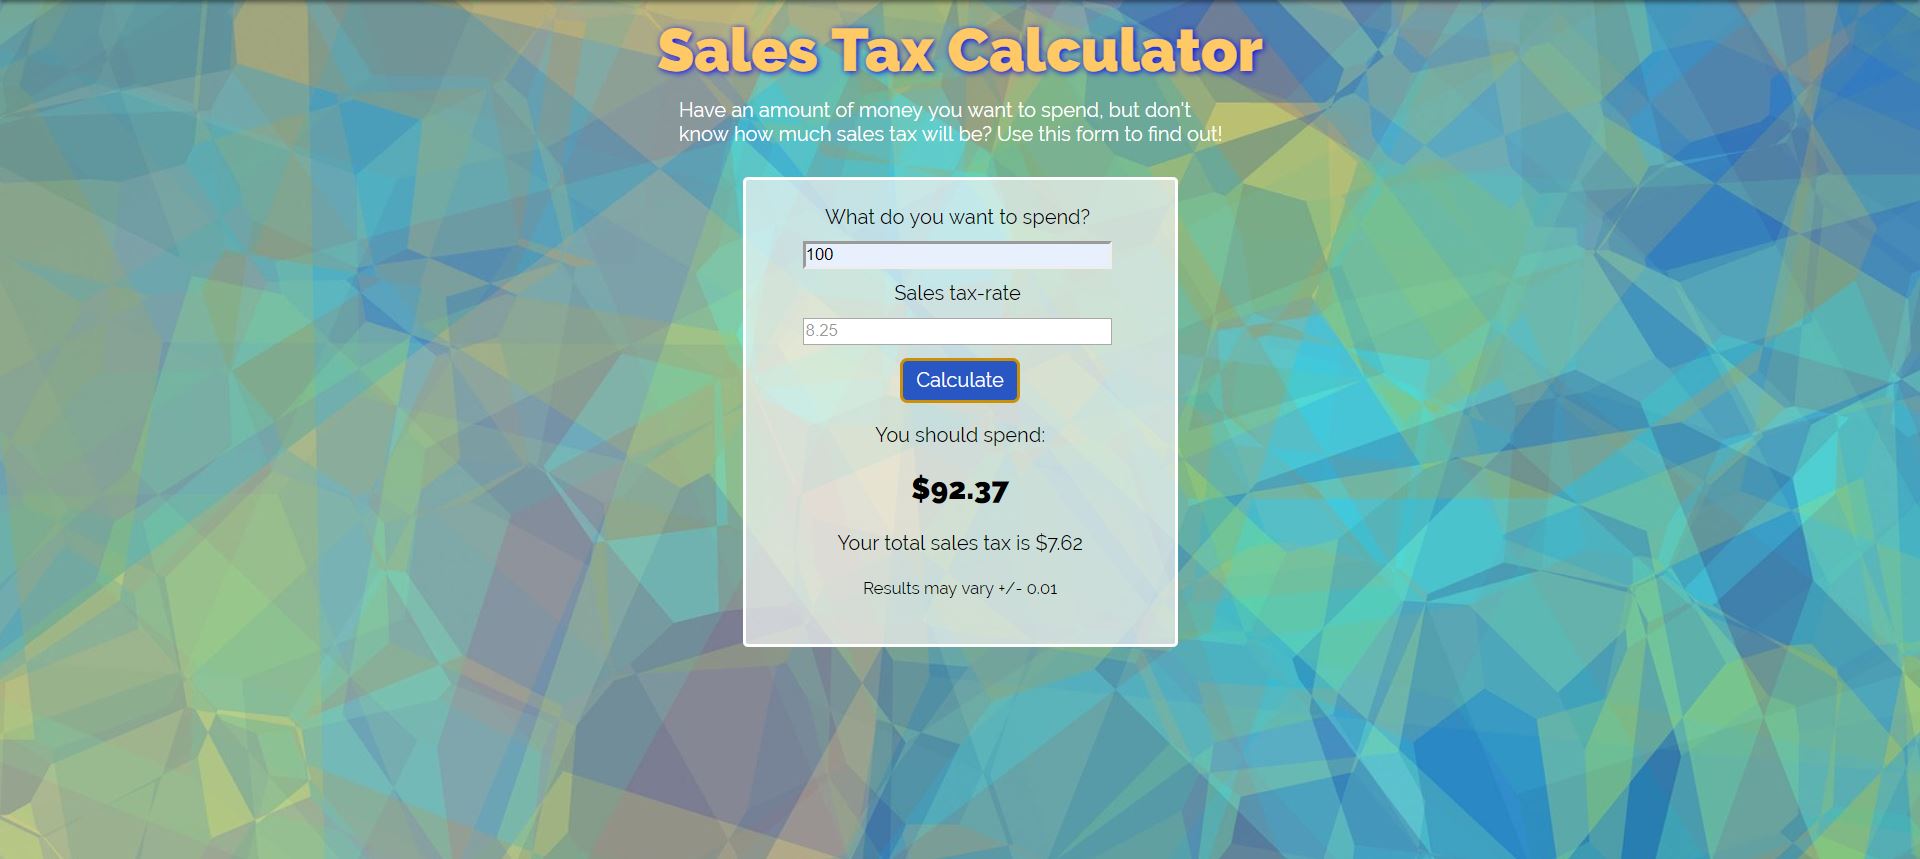 Sales Tax Calculator
Have an amount of money you want to spend, but don't
know how much sales tax will be? Use this form to find out!
What do you want to spend?
100
Sales tax-rate
8.25
Calculate
You should spend:
$92.37
Your total sales tax is $7.62
Results may vary +/- 0.01